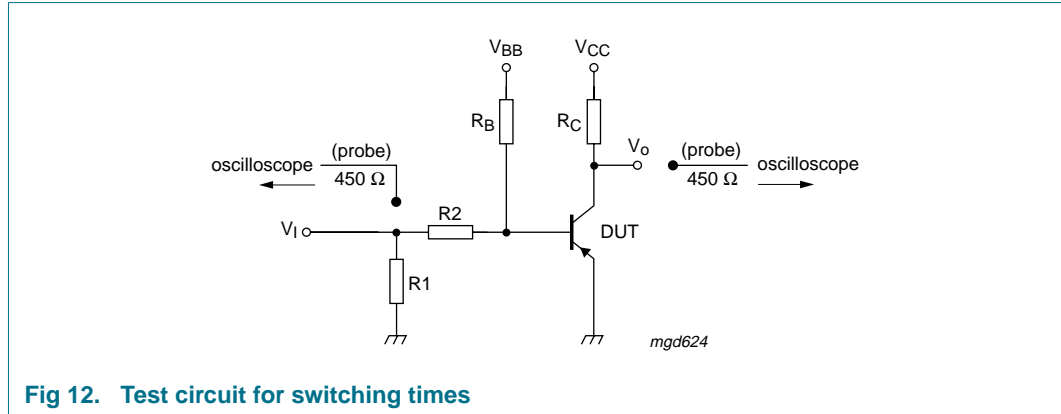 V_BB V_CC
R_B R_C
V_o
(probe) (probe)
oscilloscope oscilloscope
450 Ω 450 Ω
R2
V_I DUT
R1
mgd624
Fig 12. Test circuit for switching times